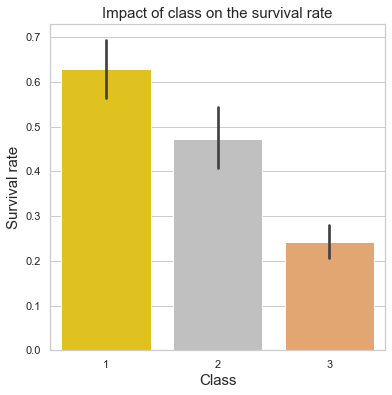 Impact of class on the survival rate
0.7
0.6
0.5
0.4
0.3
0.2
0.1
0.0
Survival rate
1 2 3
Class